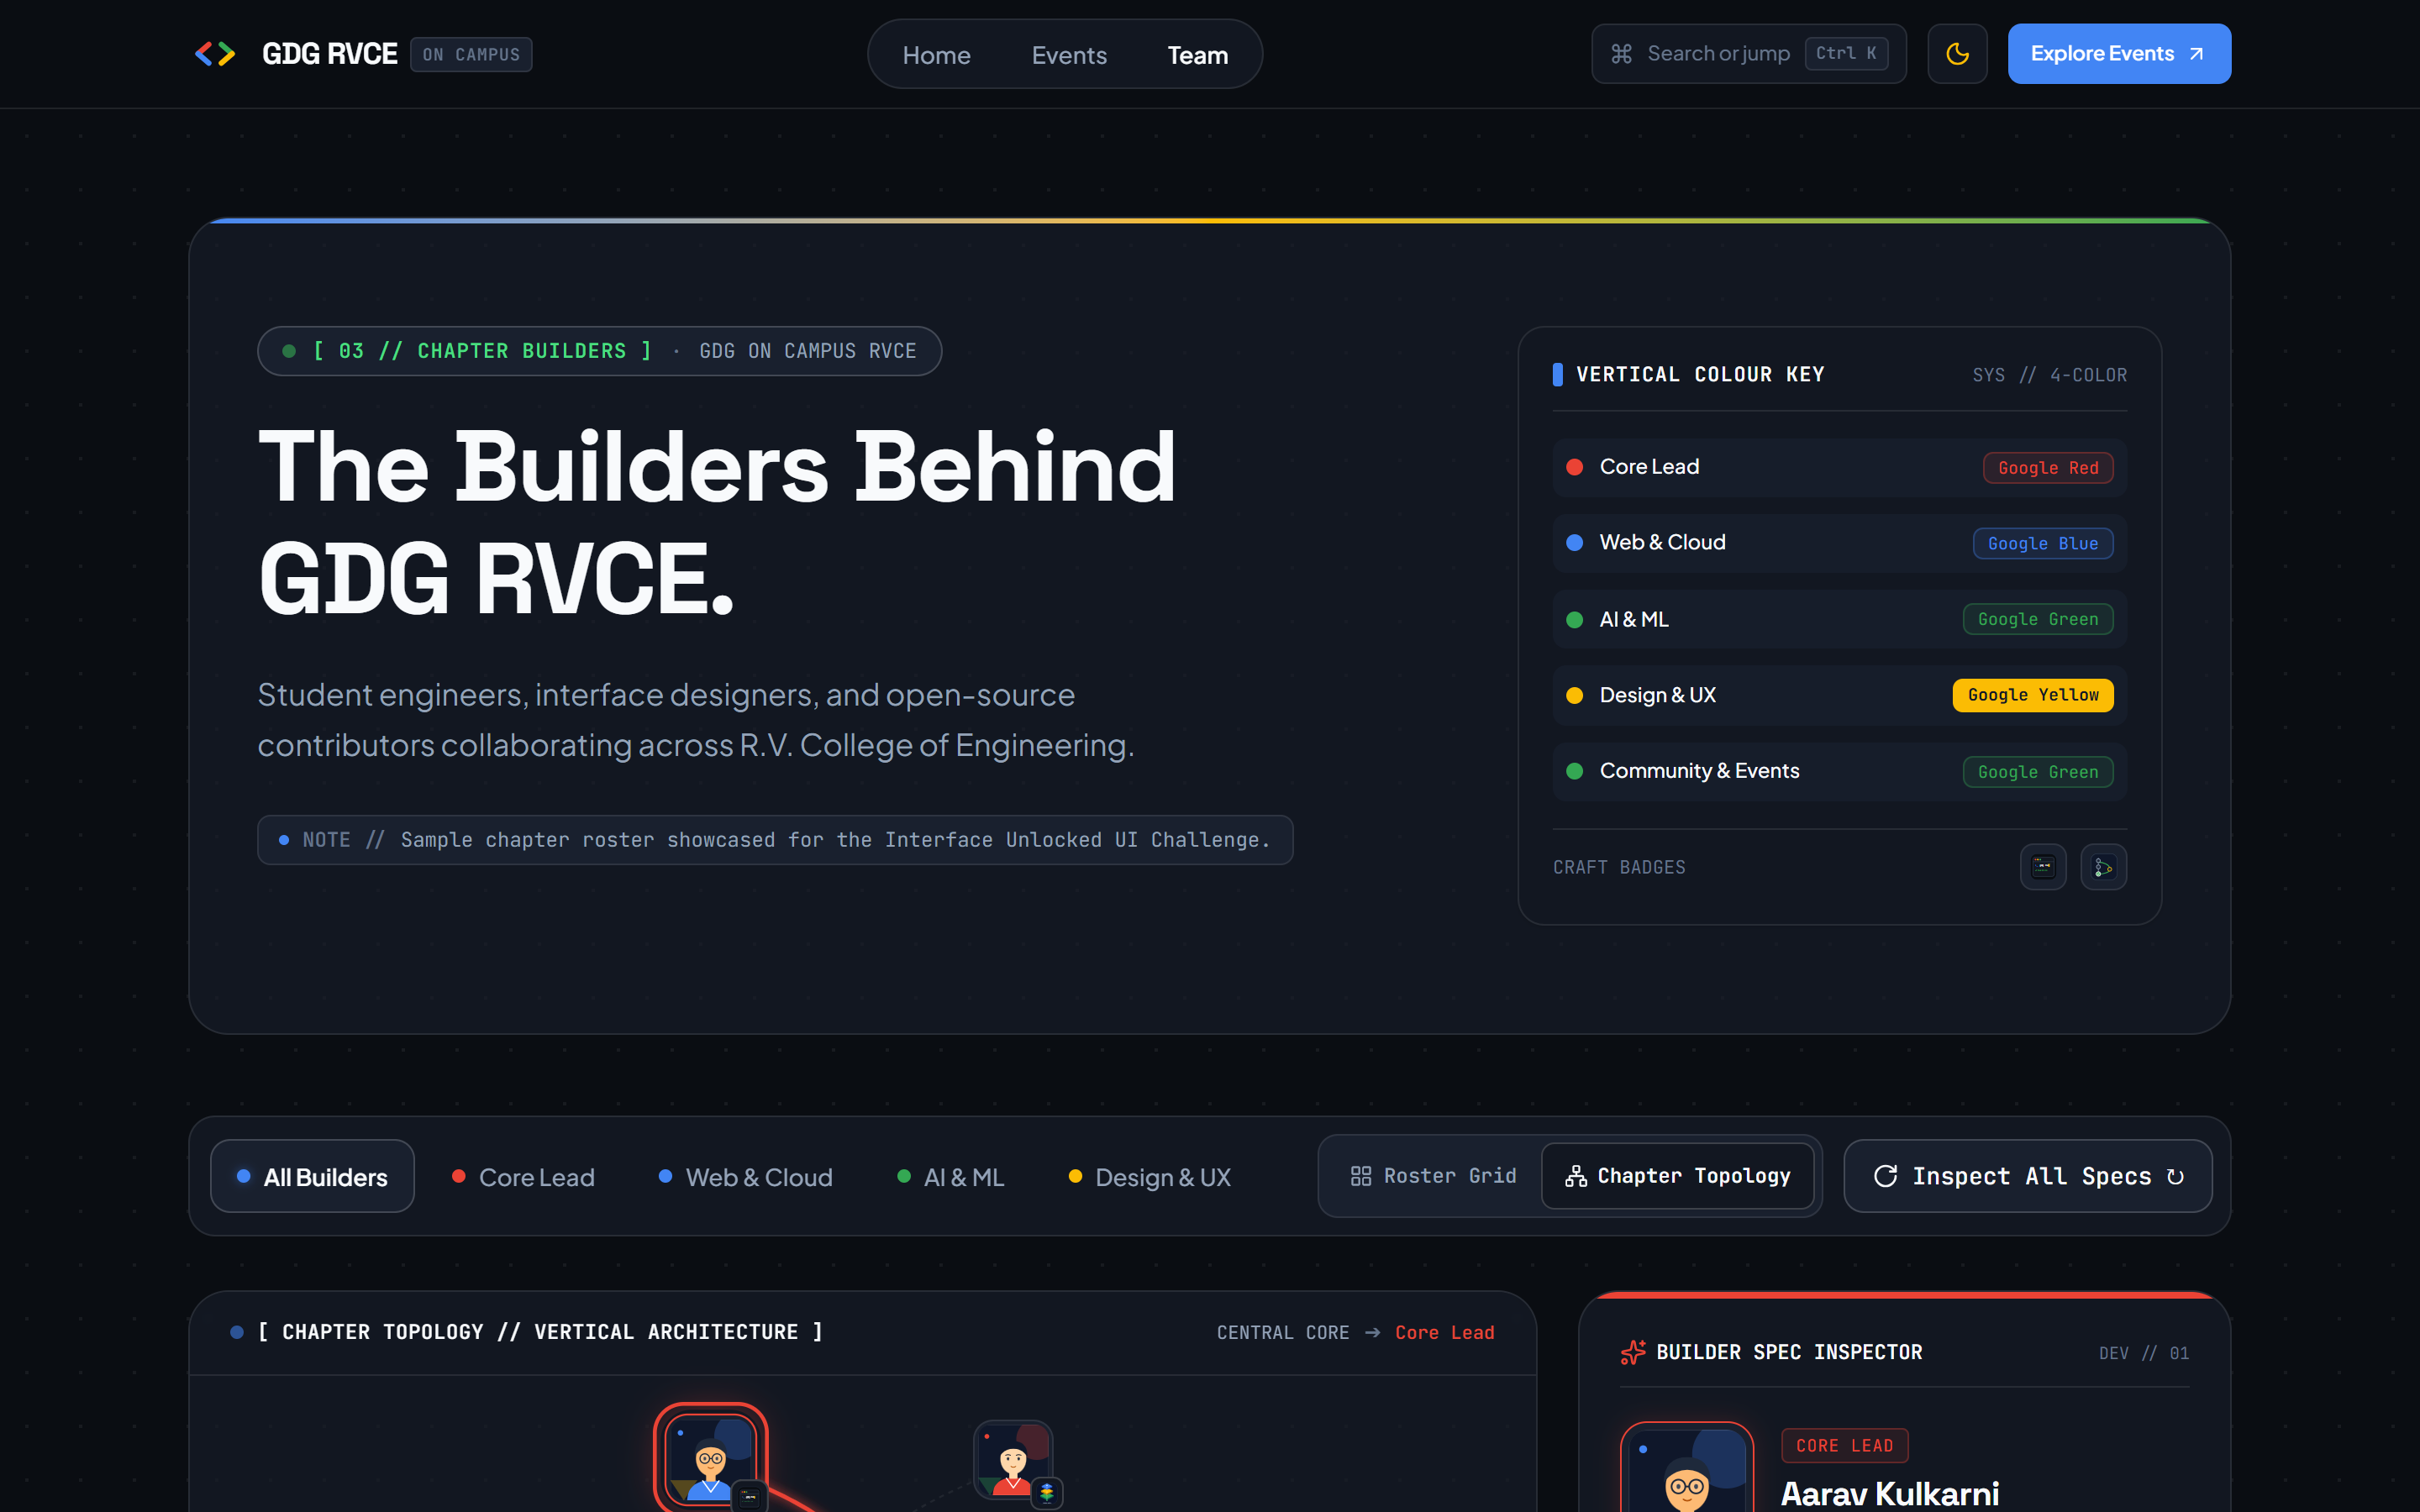 GDG RVCE ON CAMPUS
Home Events Team
Search or jump Ctrl K
Explore Events
[ 03 // CHAPTER BUILDERS ] · GDG ON CAMPUS RVCE
The Builders Behind
GDG RVCE.
Student engineers, interface designers, and open-source
contributors collaborating across R.V. College of Engineering.
NOTE // Sample chapter roster showcased for the Interface Unlocked UI Challenge.
VERTICAL COLOUR KEY SYS // 4-COLOR
Core Lead Google Red
Web & Cloud Google Blue
AI & ML Google Green
Design & UX Google Yellow
Community & Events Google Green
CRAFT BADGES
All Builders Core Lead Web & Cloud AI & ML Design & UX
Roster Grid Chapter Topology Inspect All Specs ↻
[ CHAPTER TOPOLOGY // VERTICAL ARCHITECTURE ] CENTRAL CORE → Core Lead
BUILDER SPEC INSPECTOR DEV // 01
CORE LEAD
Aarav Kulkarni